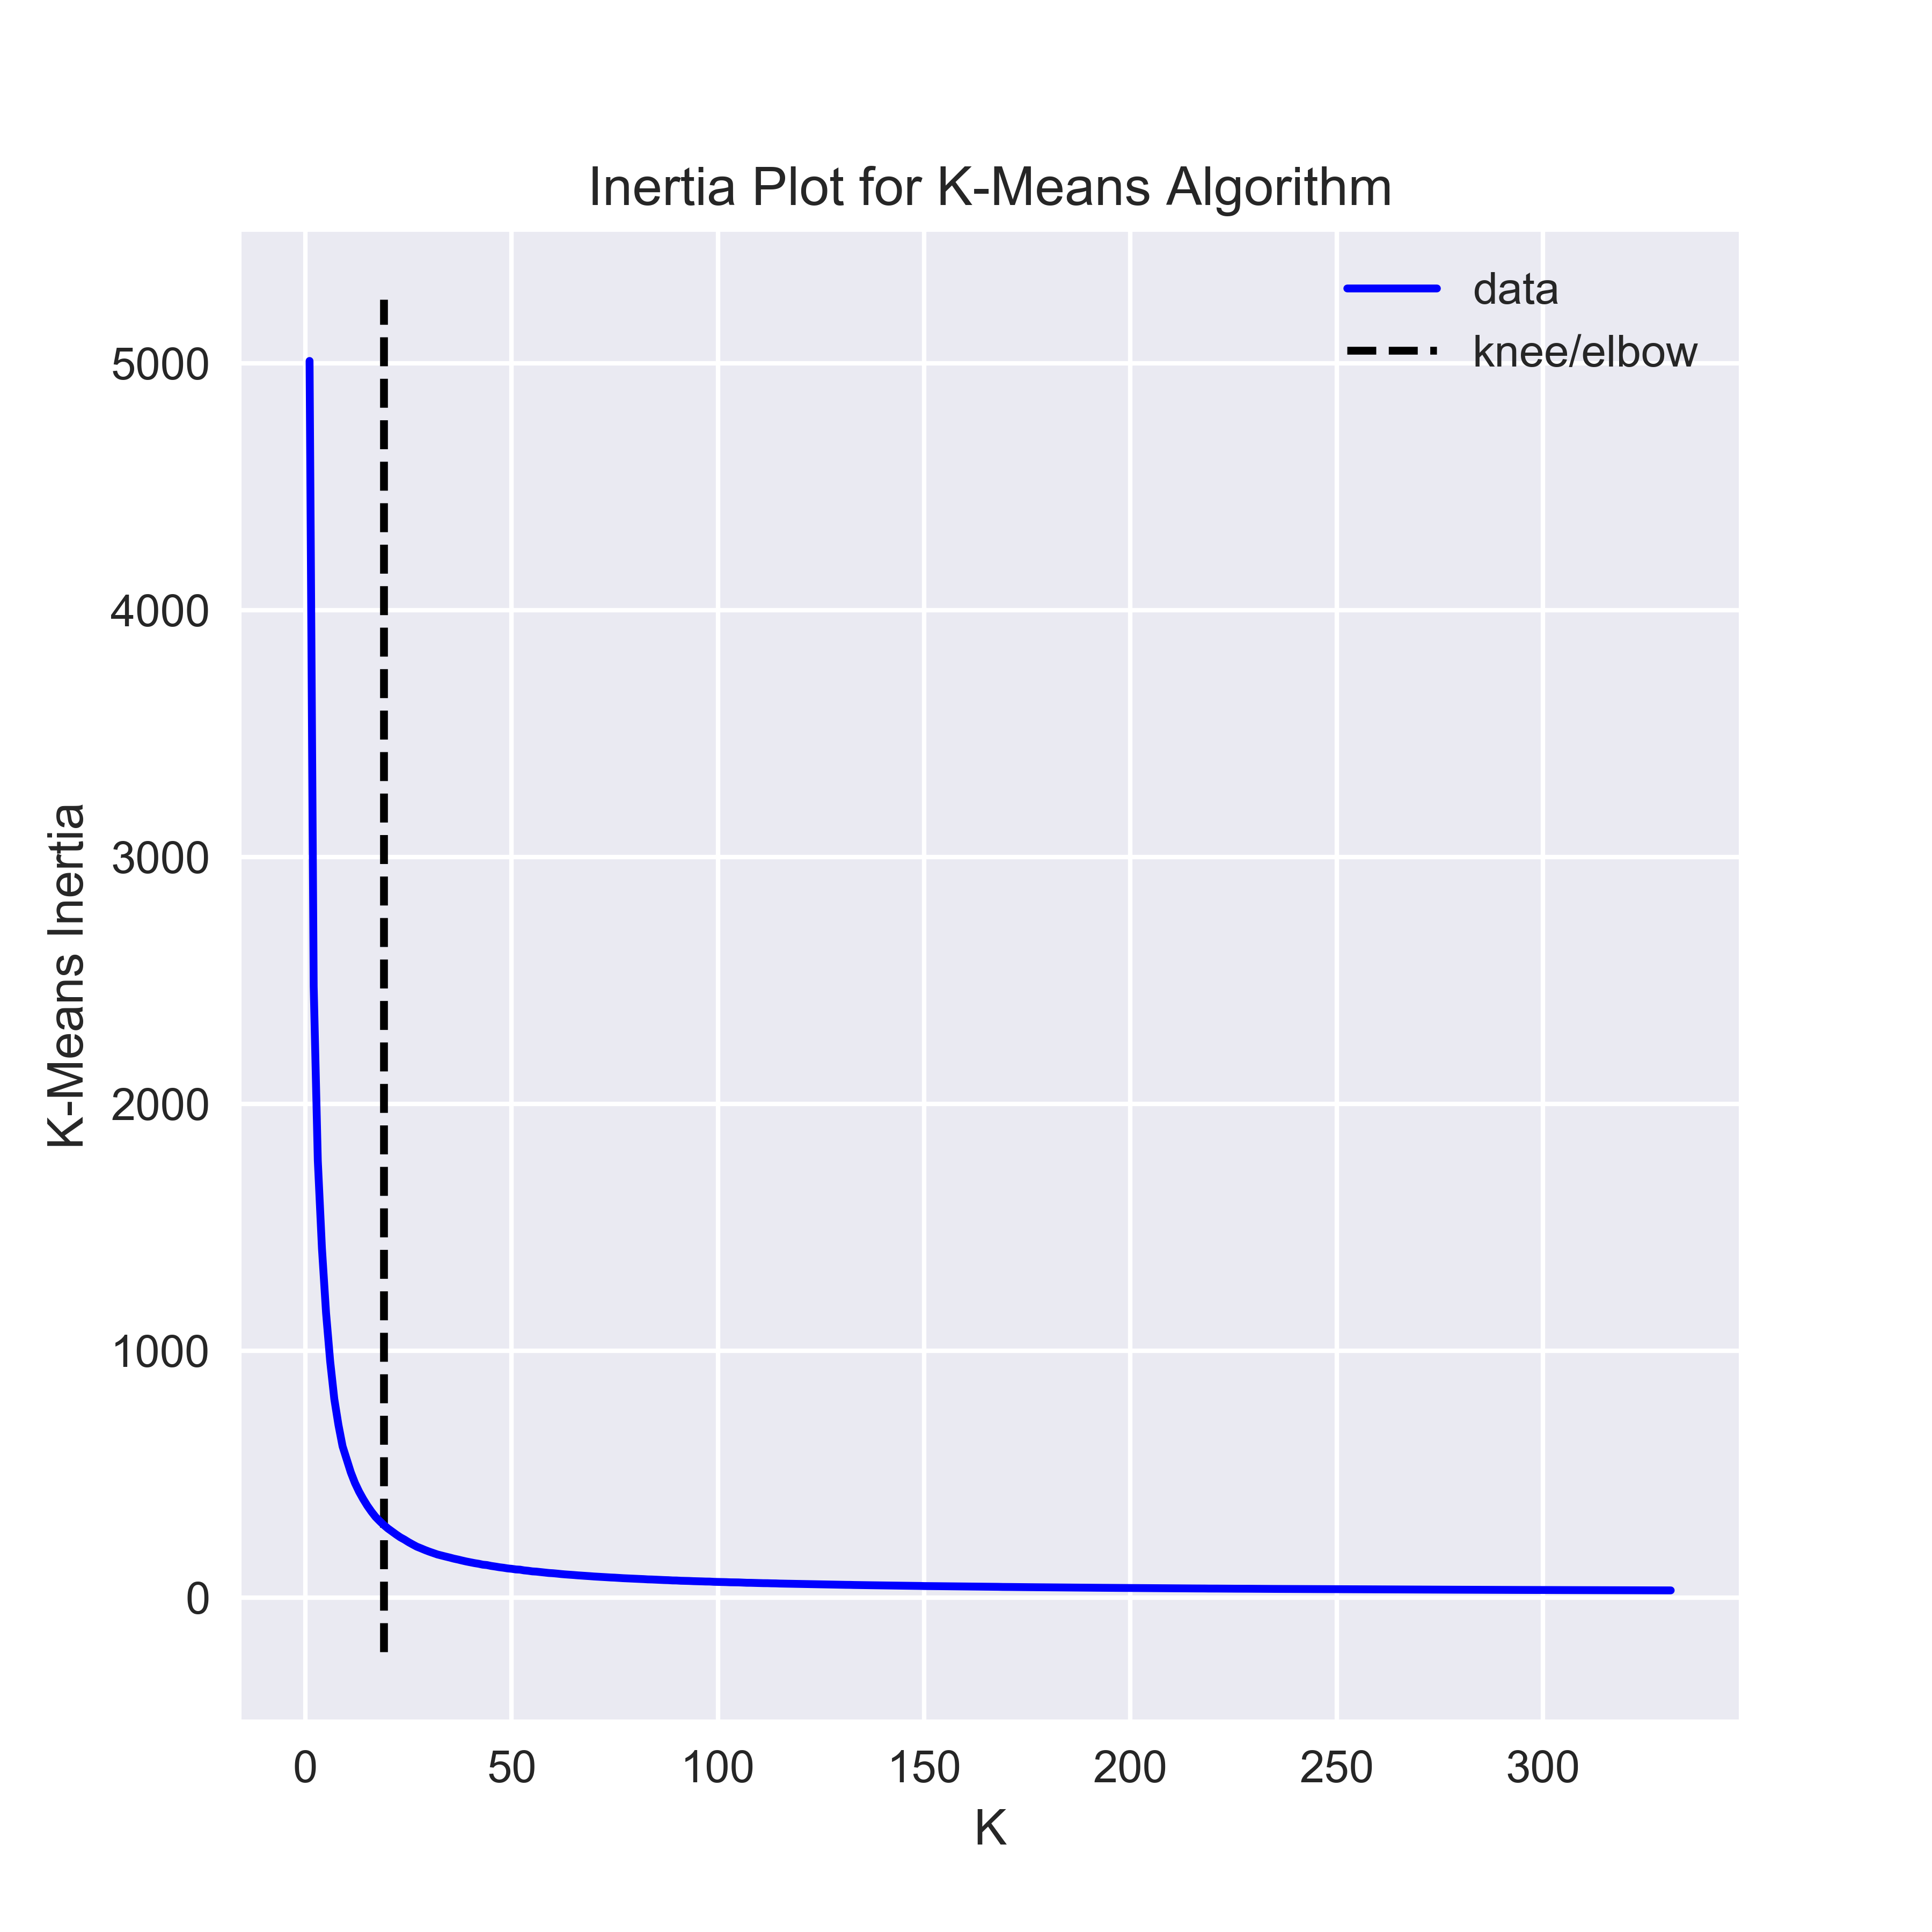 Inertia Plot for K-Means Algorithm
data
knee/elbow
5000
4000
3000
2000
1000
0
K-Means Inertia
0 50 100 150 200 250 300
K